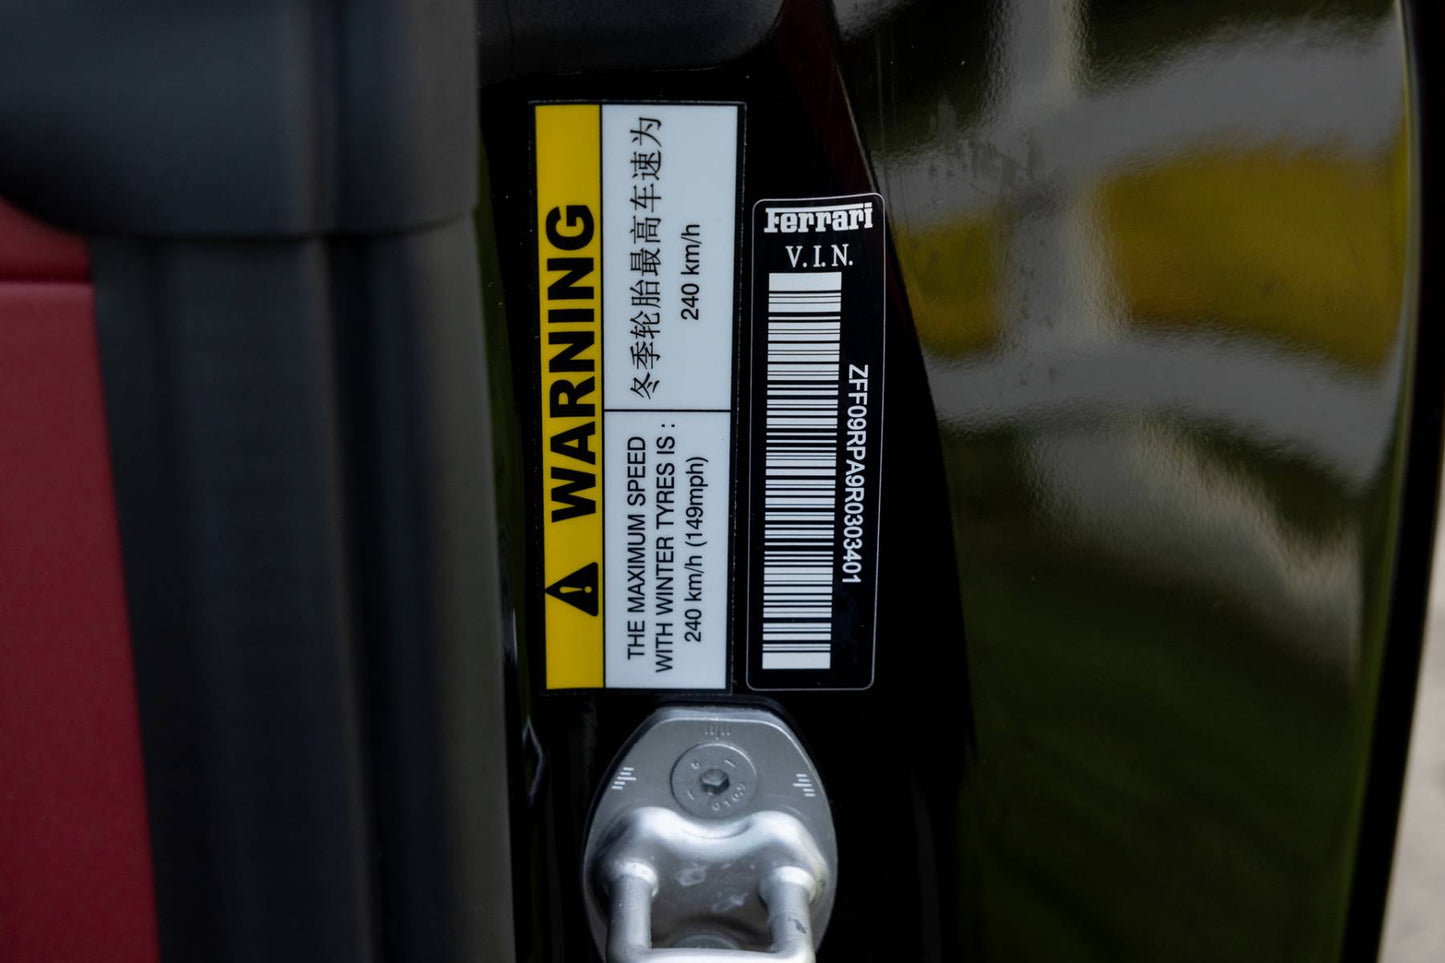 WARNING
冬季轮胎最高车速为
240 km/h
THE MAXIMUM SPEED
WITH WINTER TYRES IS :
240 km/h (149mph)
Ferrari
V.I.N.
ZFF09RPA9R0303401